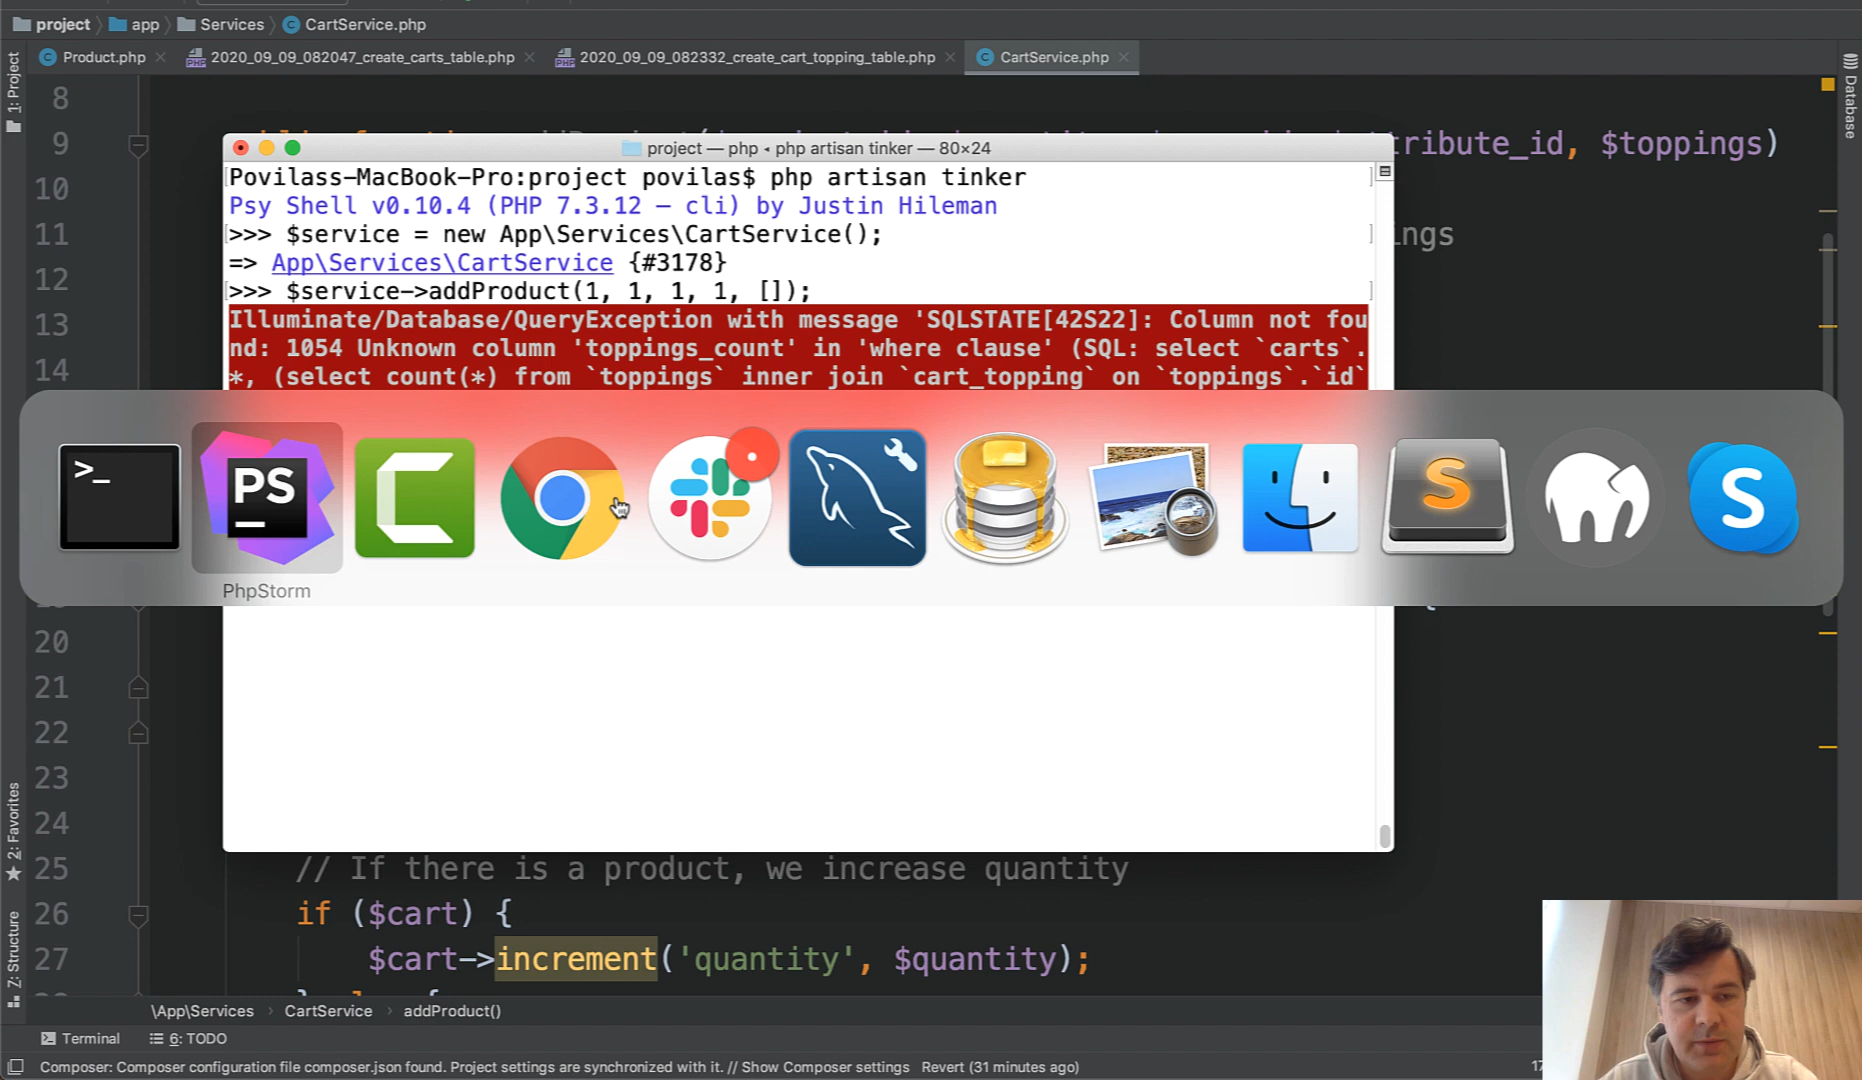 project app Services CartService.php
Product.php 2020_09_09_082047_create_carts_table.php 2020_09_09_082332_create_cart_topping_table.php CartService.php
1: Project
Database
8
9
ribute_id, $toppings)
10
11
ings
12
13
14
project — php ◂ php artisan tinker — 80×24
Povilass-MacBook-Pro:project povilas$ php artisan tinker
Psy Shell v0.10.4 (PHP 7.3.12 — cli) by Justin Hileman
>>> $service = new App\Services\CartService();
=> App\Services\CartService {#3178}
>>> $service->addProduct(1, 1, 1, 1, []);
Illuminate/Database/QueryException with message 'SQLSTATE[42S22]: Column not fou
nd: 1054 Unknown column 'toppings_count' in 'where clause' (SQL: select `carts`.
*, (select count(*) from `toppings` inner join `cart_topping` on `toppings`.`id`
>_
PS
PhpStorm
S
S
{
20
21
22
23
24
25 // If there is a product, we increase quantity
26 if ($cart) {
27 $cart->increment('quantity', $quantity);
2: Favorites
Z: Structure
\App\Services CartService addProduct()
Terminal 6: TODO
Composer: Composer configuration file composer.json found. Project settings are synchronized with it. // Show Composer settings Revert (31 minutes ago)